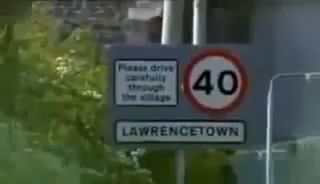 Please drive
carefully
through
the village
40
LAWRENCETOWN